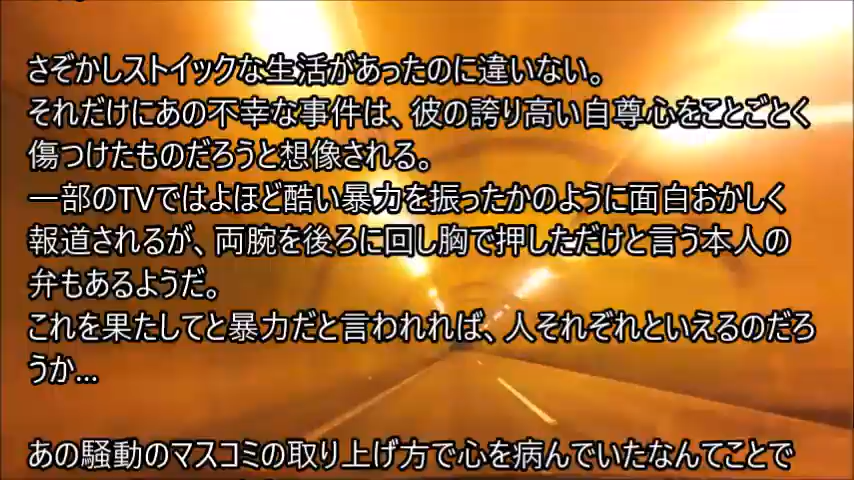 さぞかしストイックな生活があったのに違いない。
それだけにあの不幸な事件は、彼の誇り高い自尊心をことごとく
傷つけたものだろうと想像される。
一部のTVではよほど酷い暴力を振ったかのように面白おかしく
報道されるが、両腕を後ろに回し胸で押しただけと言う本人の
弁もあるようだ。
これを果たしてと暴力だと言われれば、人それぞれといえるのだろ
うか...
あの騒動のマスコミの取り上げ方で心を病んでいたなんてことで